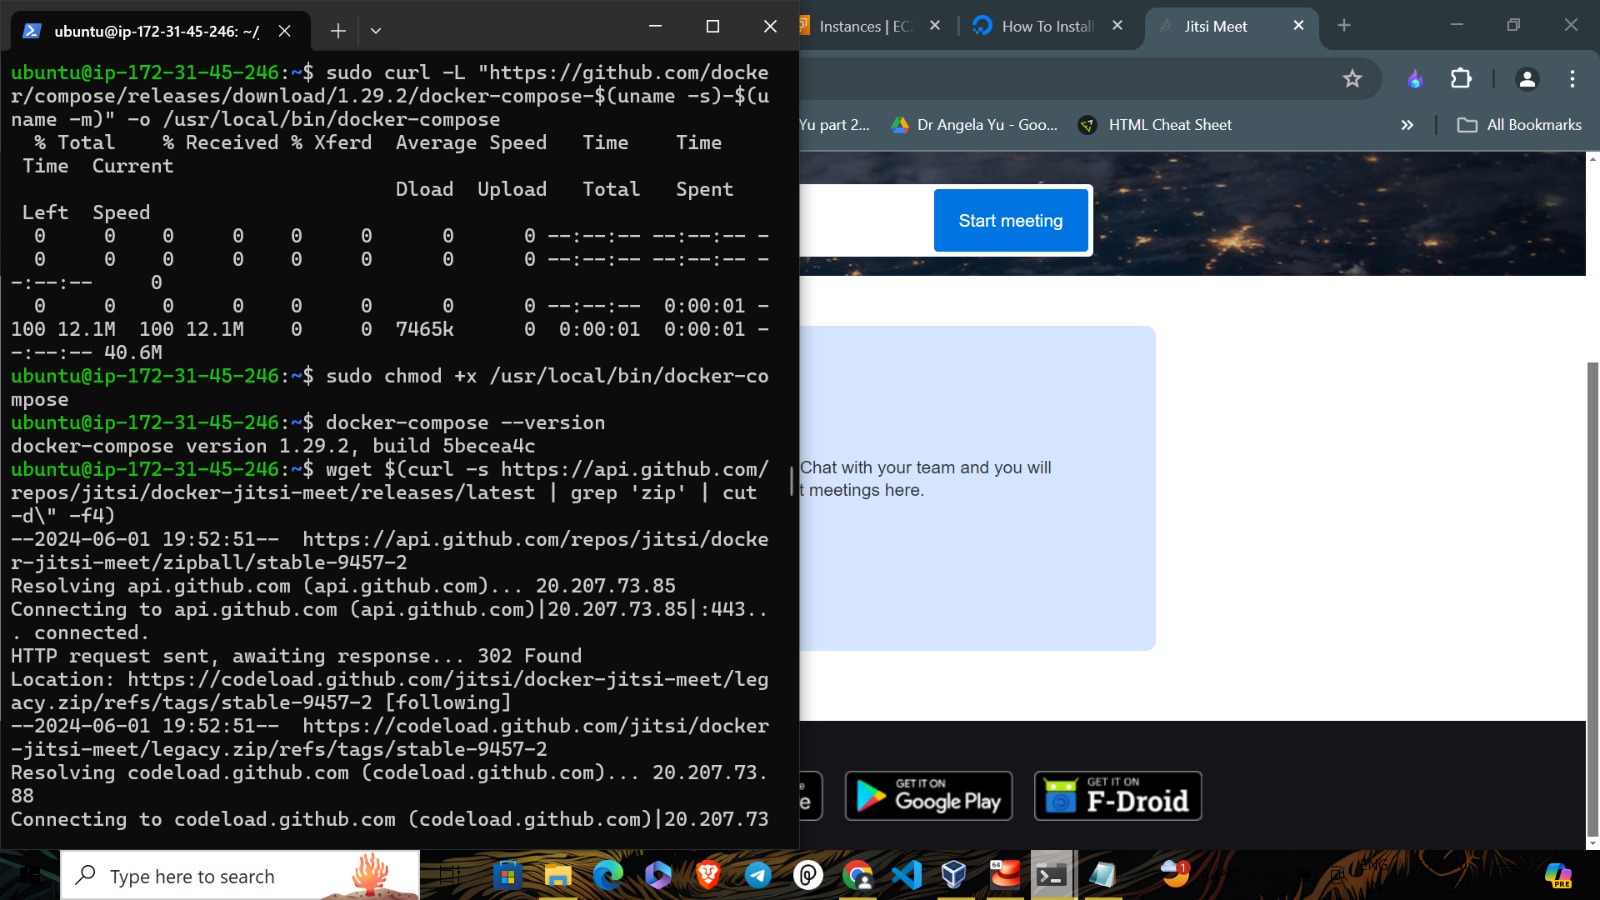 ubuntu@ip-172-31-45-246: ~/
Instances | EC2
How To Install
Jitsi Meet
ubuntu@ip-172-31-45-246:~$ sudo curl -L "https://github.com/docke
r/compose/releases/download/1.29.2/docker-compose-$(uname -s)-$(u
name -m)" -o /usr/local/bin/docker-compose
% Total % Received % Xferd Average Speed Time Time
Time Current
Dload Upload Total Spent
Left Speed
0 0 0 0 0 0 0 0 --:--:-- --:--:-- -
0 0 0 0 0 0 0 0 --:--:-- --:--:-- -
-:--:-- 0
0 0 0 0 0 0 0 0 --:--:-- 0:00:01 -
100 12.1M 100 12.1M 0 0 7465k 0 0:00:01 0:00:01 -
-:--:-- 40.6M
ubuntu@ip-172-31-45-246:~$ sudo chmod +x /usr/local/bin/docker-co
mpose
ubuntu@ip-172-31-45-246:~$ docker-compose --version
docker-compose version 1.29.2, build 5becea4c
ubuntu@ip-172-31-45-246:~$ wget $(curl -s https://api.github.com/
repos/jitsi/docker-jitsi-meet/releases/latest | grep 'zip' | cut
-d\" -f4)
--2024-06-01 19:52:51-- https://api.github.com/repos/jitsi/docke
r-jitsi-meet/zipball/stable-9457-2
Resolving api.github.com (api.github.com)... 20.207.73.85
Connecting to api.github.com (api.github.com)|20.207.73.85|:443..
. connected.
HTTP request sent, awaiting response... 302 Found
Location: https://codeload.github.com/jitsi/docker-jitsi-meet/leg
acy.zip/refs/tags/stable-9457-2 [following]
--2024-06-01 19:52:51-- https://codeload.github.com/jitsi/docker
-jitsi-meet/legacy.zip/refs/tags/stable-9457-2
Resolving codeload.github.com (codeload.github.com)... 20.207.73.
88
Connecting to codeload.github.com (codeload.github.com)|20.207.73
Yu part 2...
Dr Angela Yu - Goo...
HTML Cheat Sheet
All Bookmarks
Start meeting
Chat with your team and you will
t meetings here.
GET IT ON
Google Play
GET IT ON
F-Droid
Type here to search
64
1
PRE